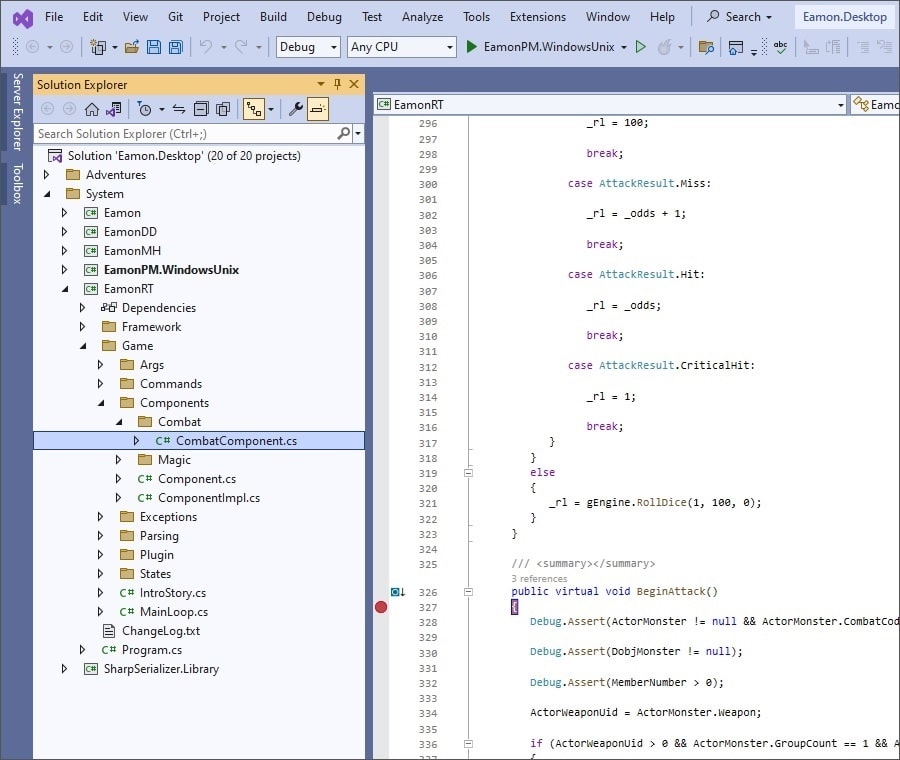 File Edit View Git Project Build Debug Test Analyze Tools Extensions Window Help Search Eamon.Desktop
Debug Any CPU EamonPM.WindowsUnix
Server Explorer
Toolbox
Solution Explorer
Search Solution Explorer (Ctrl+;)
Solution 'Eamon.Desktop' (20 of 20 projects)
Adventures
System
C# Eamon
C# EamonDD
C# EamonMH
C# EamonPM.WindowsUnix
C# EamonRT
Dependencies
Framework
Game
Args
Commands
Components
Combat
C# CombatComponent.cs
Magic
C# Component.cs
C# ComponentImpl.cs
Exceptions
Parsing
Plugin
States
C# IntroStory.cs
C# MainLoop.cs
ChangeLog.txt
C# Program.cs
C# SharpSerializer.Library
C# EamonRT Eamo
296 _rl = 100;
297
298 break;
299
300 case AttackResult.Miss:
301
302 _rl = _odds + 1;
303
304 break;
305
306 case AttackResult.Hit:
307
308 _rl = _odds;
309
310 break;
311
312 case AttackResult.CriticalHit:
313
314 _rl = 1;
315
316 break;
317 }
318 }
319 else
320 {
321 _rl = gEngine.RollDice(1, 100, 0);
322 }
323 }
324
325 /// <summary></summary>
3 references
326 public virtual void BeginAttack()
327 {
328 Debug.Assert(ActorMonster != null && ActorMonster.CombatCod
329
330 Debug.Assert(DobjMonster != null);
331
332 Debug.Assert(MemberNumber > 0);
333
334 ActorWeaponUid = ActorMonster.Weapon;
335
336 if (ActorWeaponUid > 0 && ActorMonster.GroupCount == 1 && A
337 {